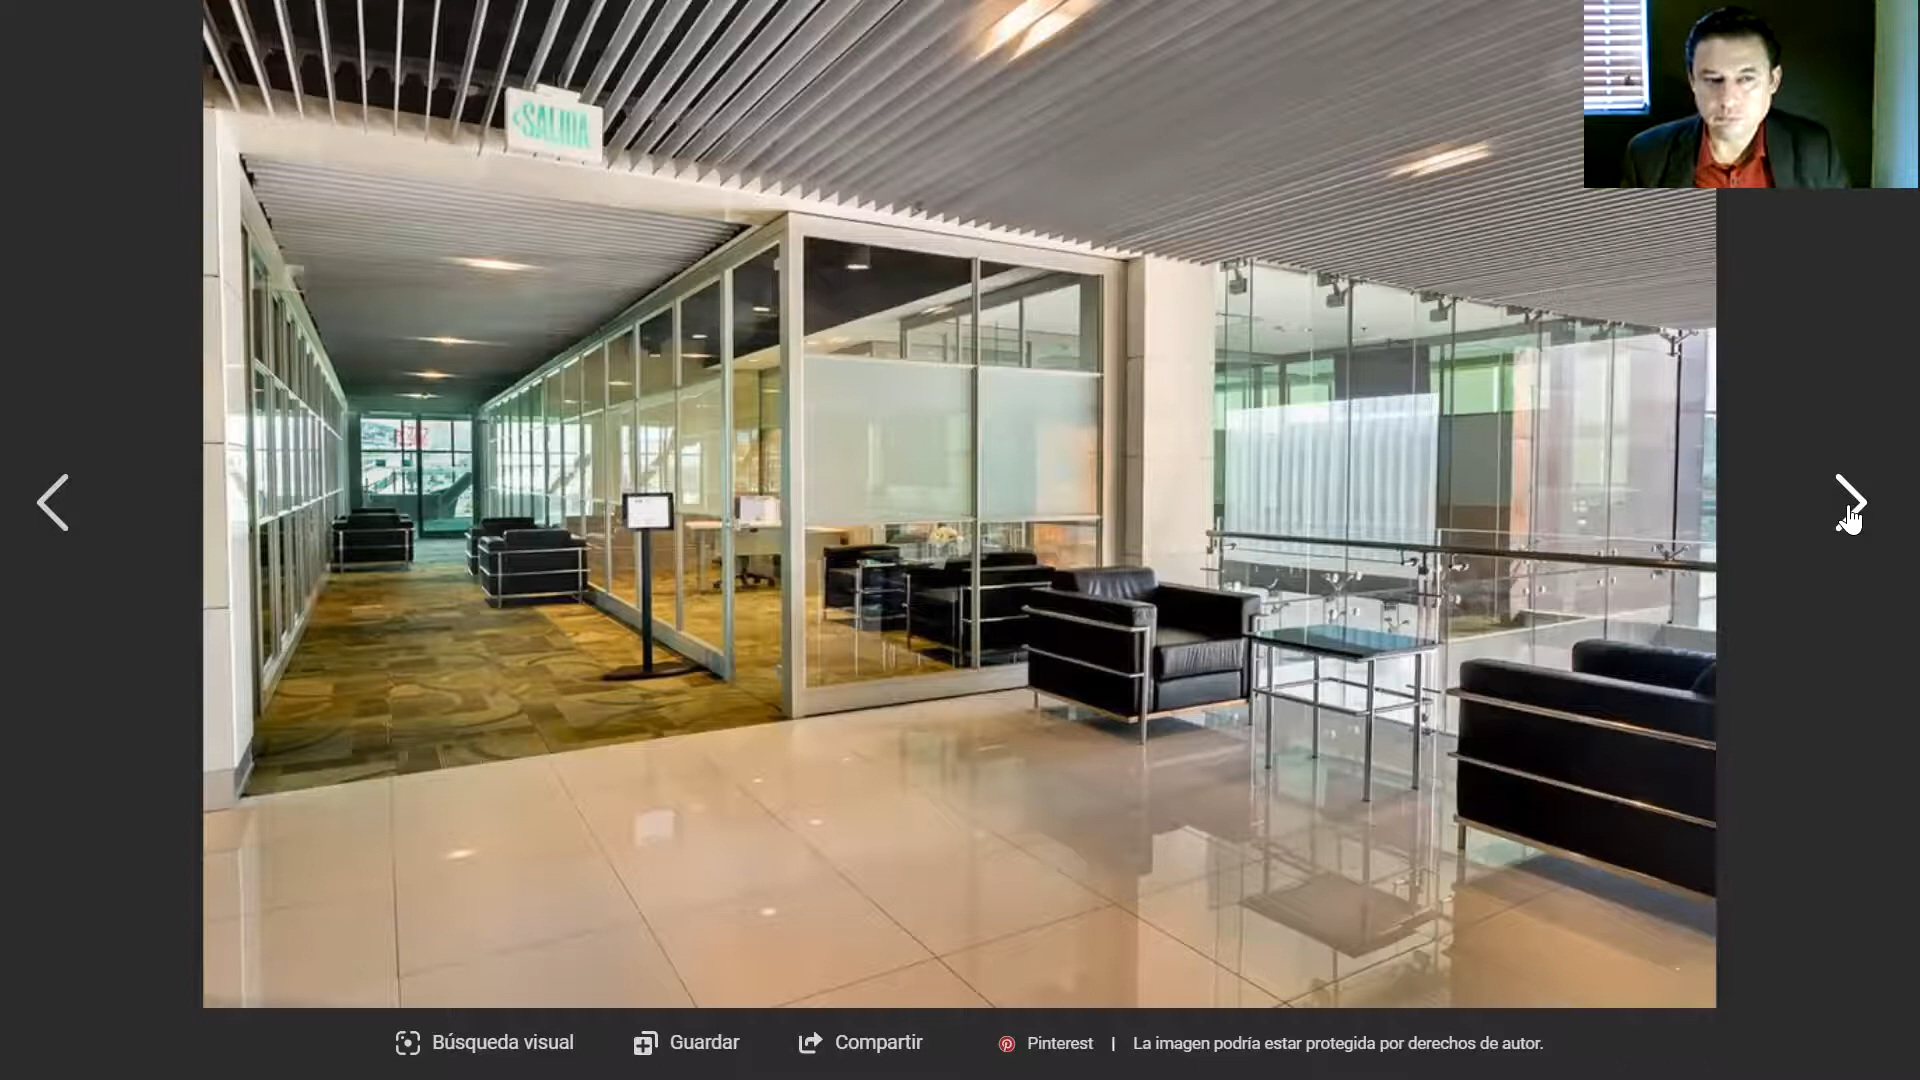 SALIDA
Búsqueda visual
Guardar
Compartir
Pinterest | La imagen podría estar protegida por derechos de autor.